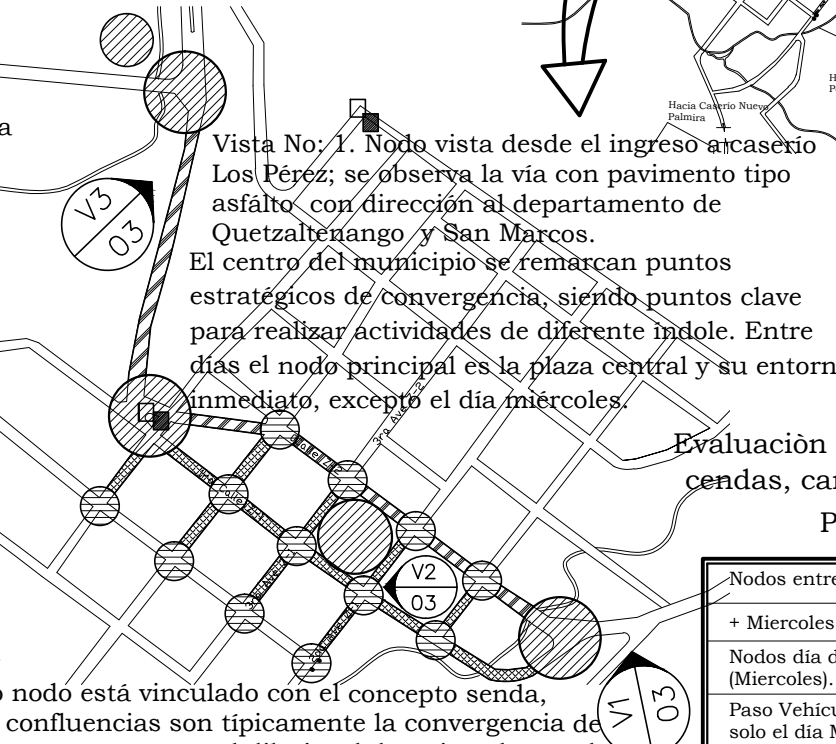 Hacia Caserio Nuevo
Palmira
a
Vista No: 1. Nodo vista desde el ingreso a caserío
Los Pérez; se observa la vía con pavimento tipo
asfálto con dirección al departamento de
Quetzaltenango y San Marcos.
V3
03
El centro del municipio se remarcan puntos
estratégicos de convergencia, siendo puntos clave
para realizar actividades de diferente índole. Entre
días el nodo principal es la plaza central y su entorn
inmediato, excepto el día miércoles.
3ra Ave
Evaluaciòn
cendas, car
P
V2
03
Nodos entre
+ Miercoles
Nodos día d
(Miercoles).
Paso Vehícu
solo el día M
V1
03
o nodo está vinculado con el concepto senda,
confluencias son típicamente la convergencia de